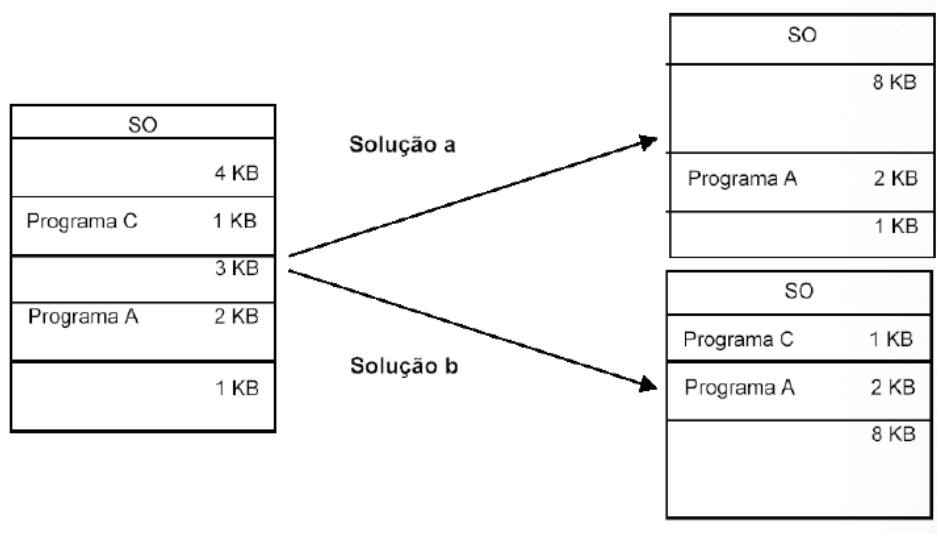 SO
4 KB
Programa C 1 KB
3 KB
Programa A 2 KB
1 KB
Solução a
Solução b
SO
8 KB
Programa A 2 KB
1 KB
SO
Programa C 1 KB
Programa A 2 KB
8 KB